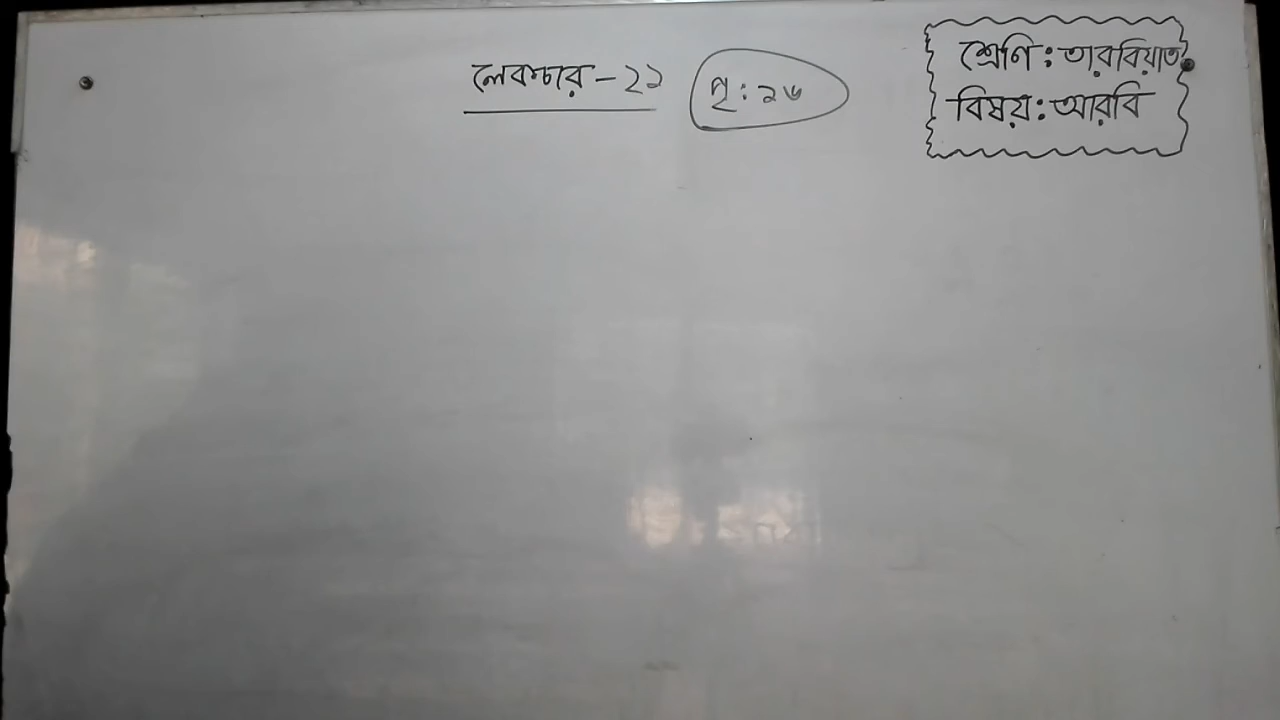 লেকচার - ২১
পৃ: ২৬
শ্রেণি : তারবিয়াত
বিষয় : আরবি